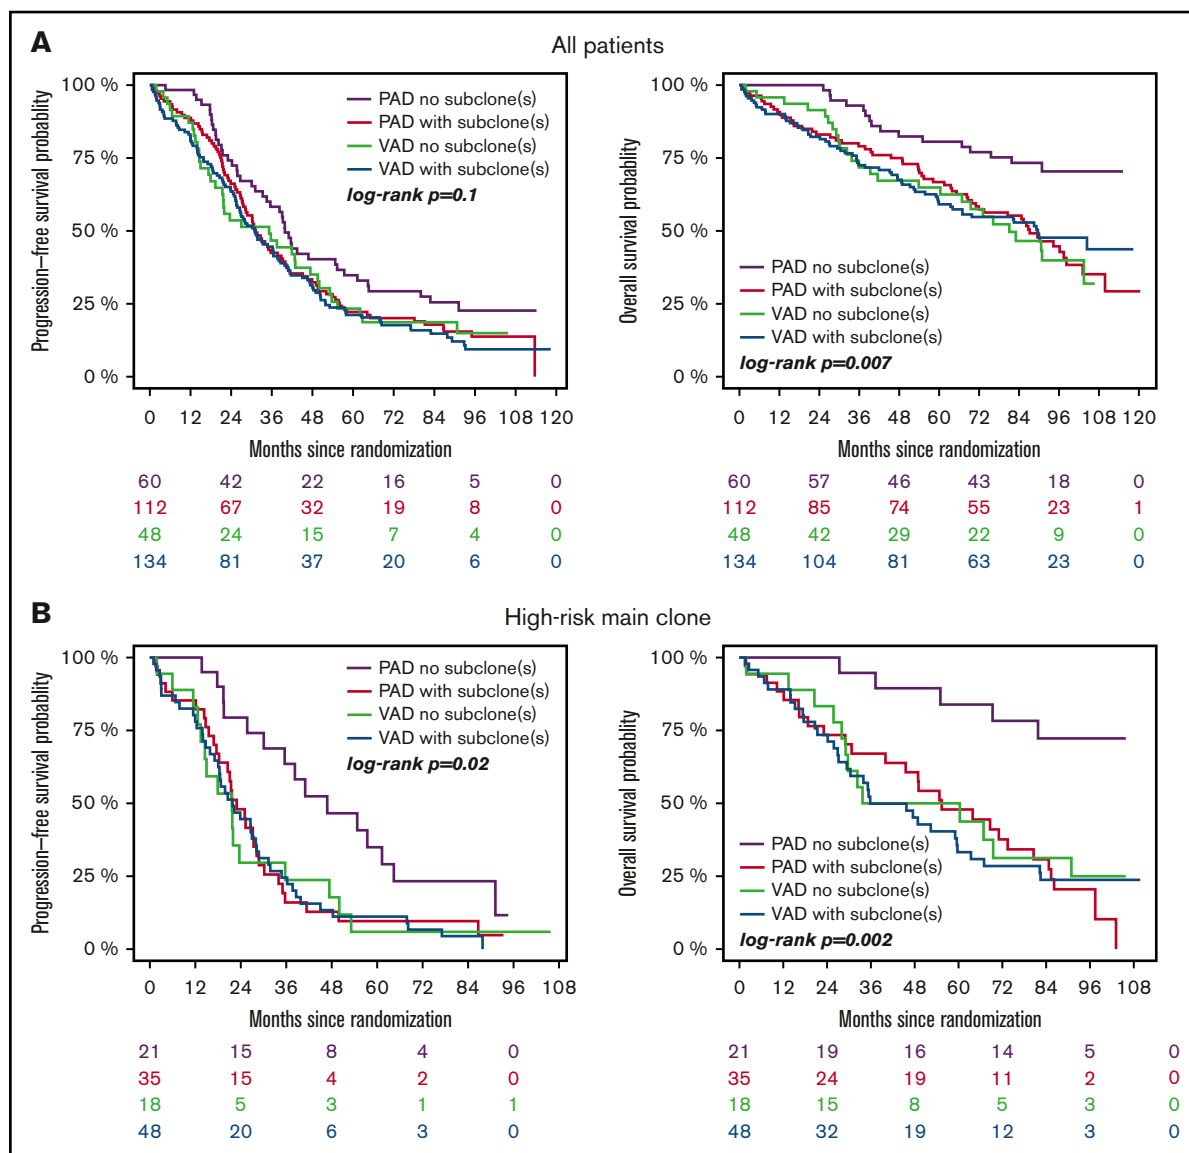 A
All patients
Progression–free survival probablity
100 %
75 %
50 %
25 %
0 %
PAD no subclone(s)
PAD with subclone(s)
VAD no subclone(s)
VAD with subclone(s)
log-rank p=0.1
0 12 24 36 48 60 72 84 96 108 120
Months since randomization
60 42 22 16 5 0
112 67 32 19 8 0
48 24 15 7 4 0
134 81 37 20 6 0
Overall survival probablity
100 %
75 %
50 %
25 %
0 %
PAD no subclone(s)
PAD with subclone(s)
VAD no subclone(s)
VAD with subclone(s)
log-rank p=0.007
0 12 24 36 48 60 72 84 96 108 120
Months since randomization
60 57 46 43 18 0
112 85 74 55 23 1
48 42 29 22 9 0
134 104 81 63 23 0
B
High-risk main clone
Progression–free survival probablity
100 %
75 %
50 %
25 %
0 %
PAD no subclone(s)
PAD with subclone(s)
VAD no subclone(s)
VAD with subclone(s)
log-rank p=0.02
0 12 24 36 48 60 72 84 96 108
Months since randomization
21 15 8 4 0
35 15 4 2 0
18 5 3 1 1
48 20 6 3 0
Overall survival probablity
100 %
75 %
50 %
25 %
0 %
PAD no subclone(s)
PAD with subclone(s)
VAD no subclone(s)
VAD with subclone(s)
log-rank p=0.002
0 12 24 36 48 60 72 84 96 108
Months since randomization
21 19 16 14 5 0
35 24 19 11 2 0
18 15 8 5 3 0
48 32 19 12 3 0